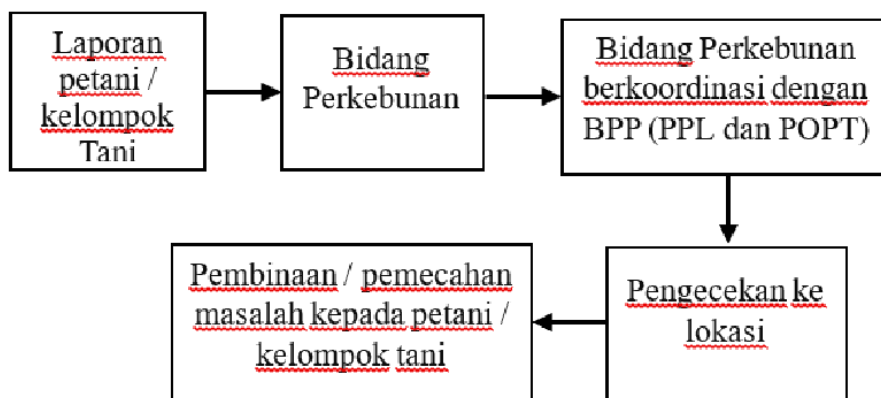 Laporan
petani /
kelompok
Tani
Bidang
Perkebunan
Bidang Perkebunan
berkoordinasi dengan
BPP (PPL dan POPT)
Pengecekan ke
lokasi
Pembinaan / pemecahan
masalah kepada petani /
kelompok tani